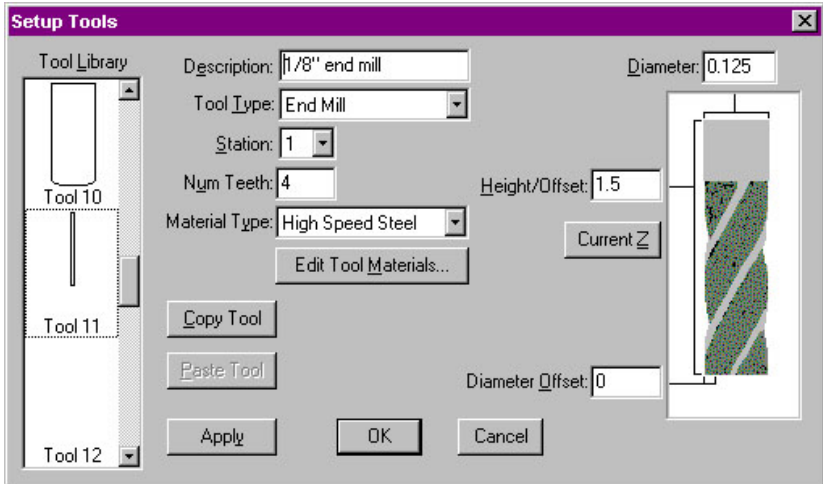 Setup Tools
Tool Library
Tool 10
Tool 11
Tool 12
Description: 1/8" end mill
Tool Type: End Mill
Station: 1
Num Teeth: 4
Material Type: High Speed Steel
Edit Tool Materials...
Copy Tool
Paste Tool
Apply
OK
Cancel
Diameter: 0.125
Height/Offset: 1.5
Current Z
Diameter Offset: 0